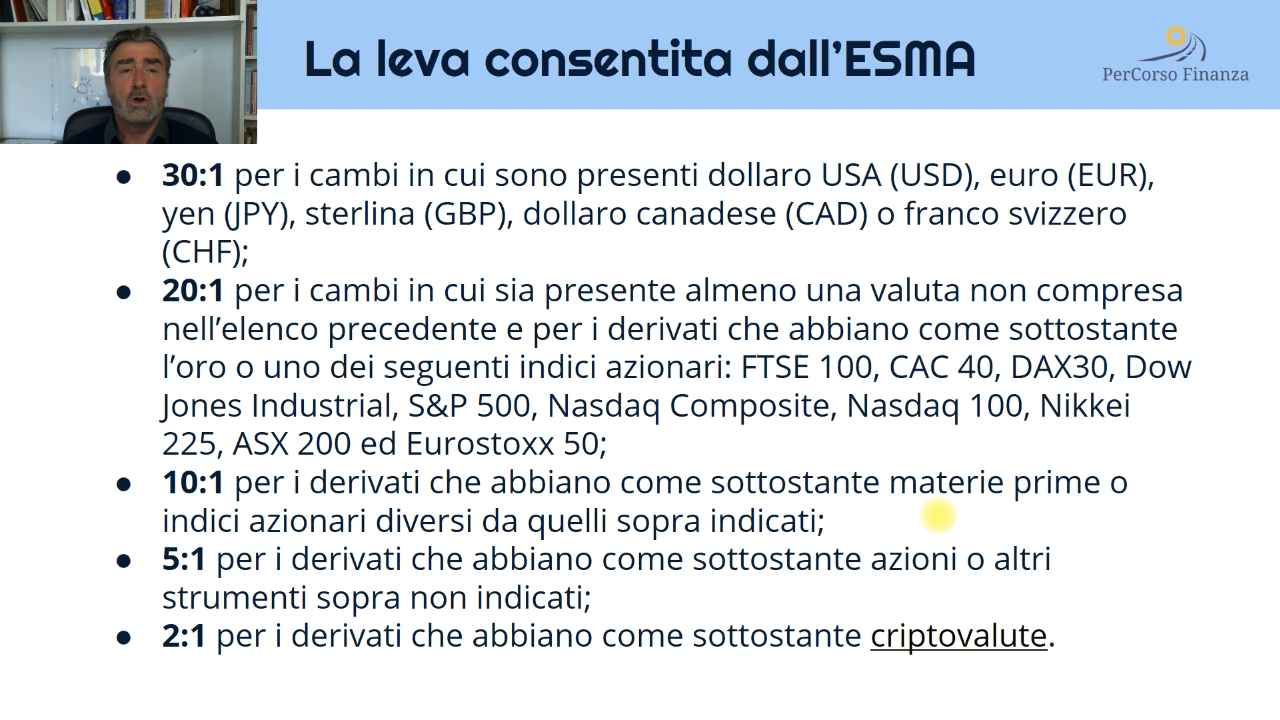 La leva consentita dall'ESMA
PerCorso Finanza
● 30:1 per i cambi in cui sono presenti dollaro USA (USD), euro (EUR),
yen (JPY), sterlina (GBP), dollaro canadese (CAD) o franco svizzero
(CHF);
● 20:1 per i cambi in cui sia presente almeno una valuta non compresa
nell'elenco precedente e per i derivati che abbiano come sottostante
l'oro o uno dei seguenti indici azionari: FTSE 100, CAC 40, DAX30, Dow
Jones Industrial, S&P 500, Nasdaq Composite, Nasdaq 100, Nikkei
225, ASX 200 ed Eurostoxx 50;
● 10:1 per i derivati che abbiano come sottostante materie prime o
indici azionari diversi da quelli sopra indicati;
● 5:1 per i derivati che abbiano come sottostante azioni o altri
strumenti sopra non indicati;
● 2:1 per i derivati che abbiano come sottostante criptovalute.